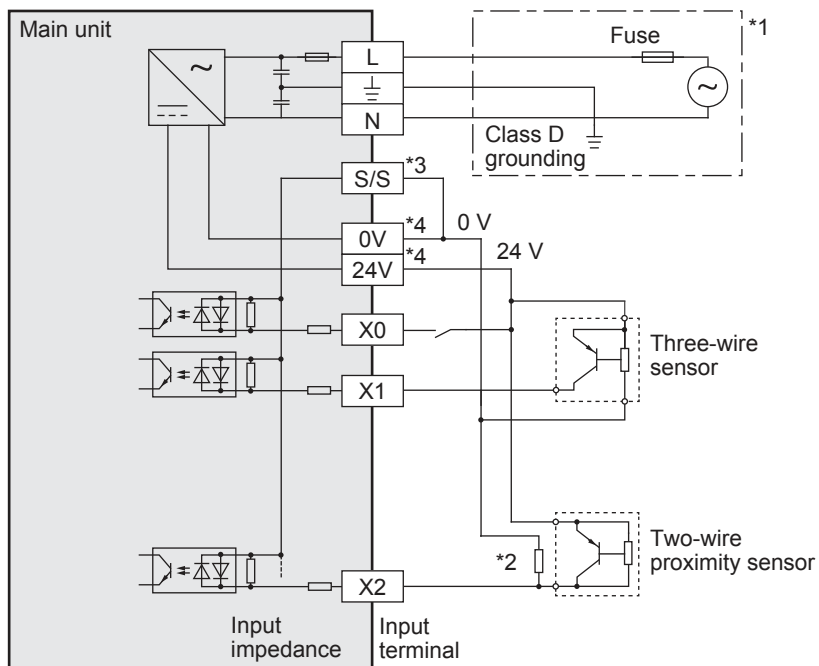 Main unit
L
N
Fuse
*1
Class D
grounding
S/S
*3
0V
*4
0 V
24V
*4
24 V
X0
Three-wire
sensor
X1
*2
Two-wire
proximity sensor
X2
Input
impedance
Input
terminal